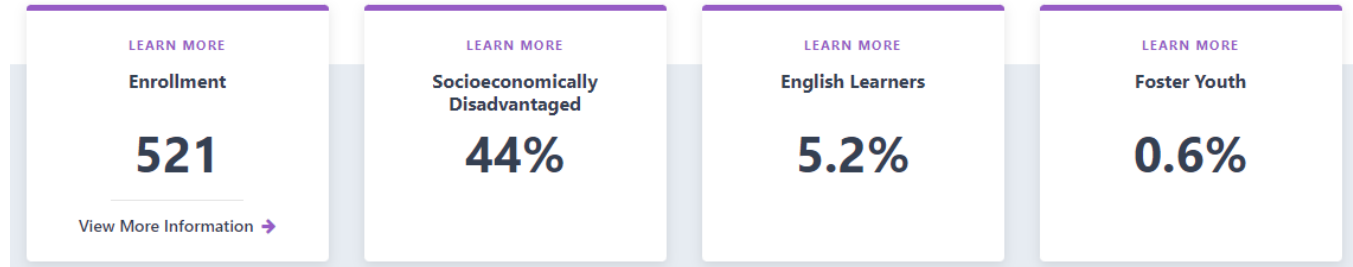 LEARN MORE
Enrollment
521
View More Information
LEARN MORE
Socioeconomically
Disadvantaged
44%
LEARN MORE
English Learners
5.2%
LEARN MORE
Foster Youth
0.6%